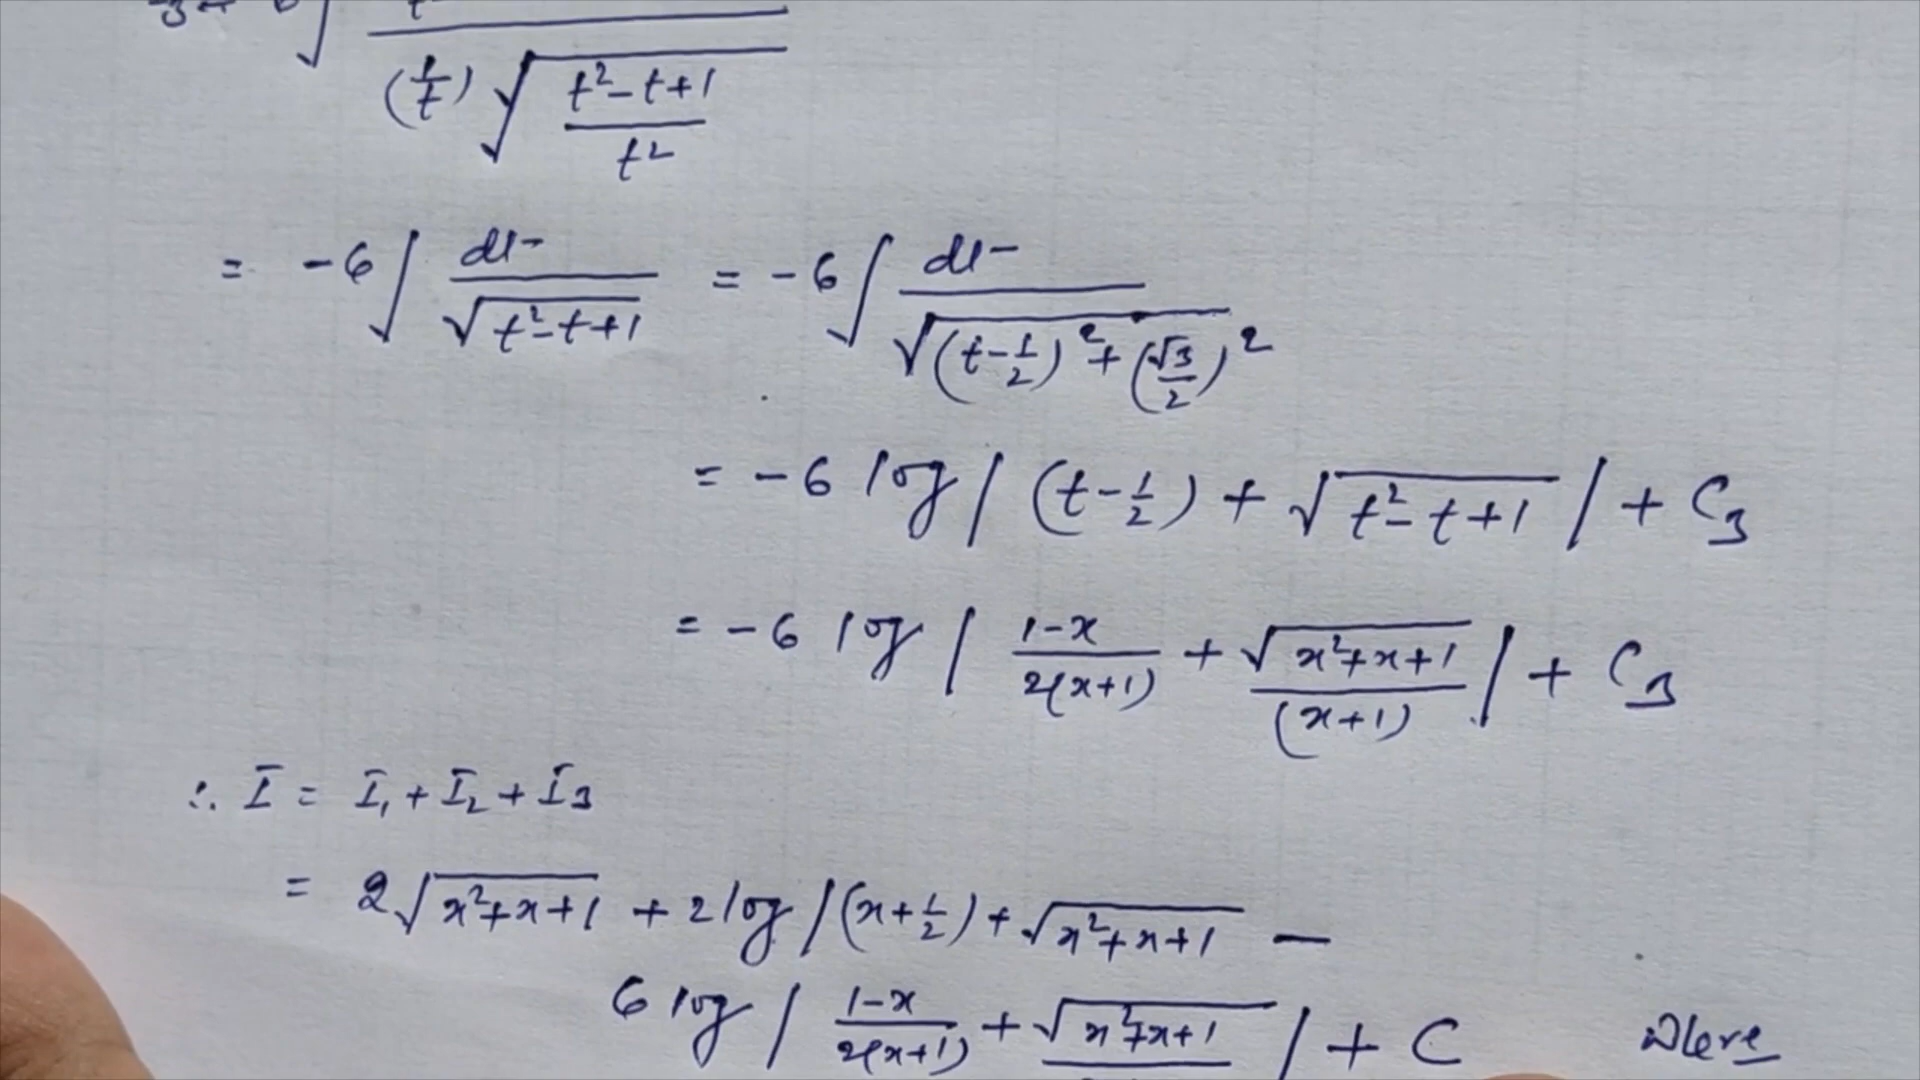 (1/t) √((t²-t+1)/t²)
= -6∫ dt/√(t²-t+1) = -6∫ dt/√((t-1/2)²+(√3/2)²)
= -6 log|(t-1/2) + √(t²-t+1)| + C₃
= -6 log|(1-x)/(2(x+1)) + √(x²+x+1)/(x+1)| + C₃
∴ I = I₁+I₂+I₃
= 2√(x²+x+1) + 2log|(x+1/2)+√(x²+x+1) —
6 log|(1-x)/(2(x+1)) + √(x²+x+1)| + C Where